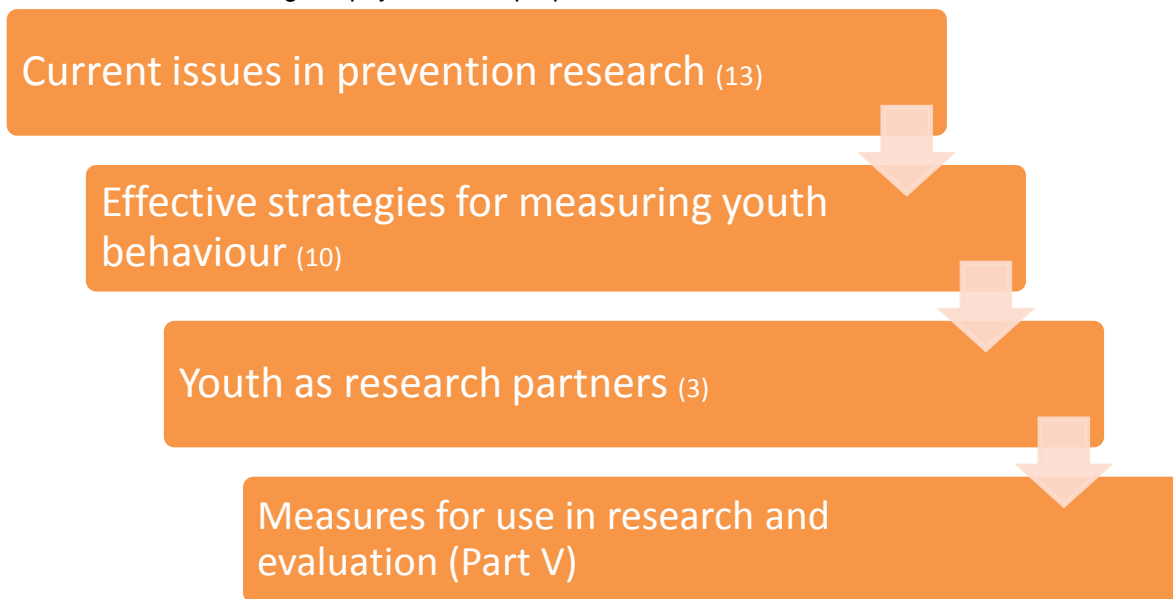 Current issues in prevention research (13)
Effective strategies for measuring youth
behaviour (10)
Youth as research partners (3)
Measures for use in research and
evaluation (Part V)